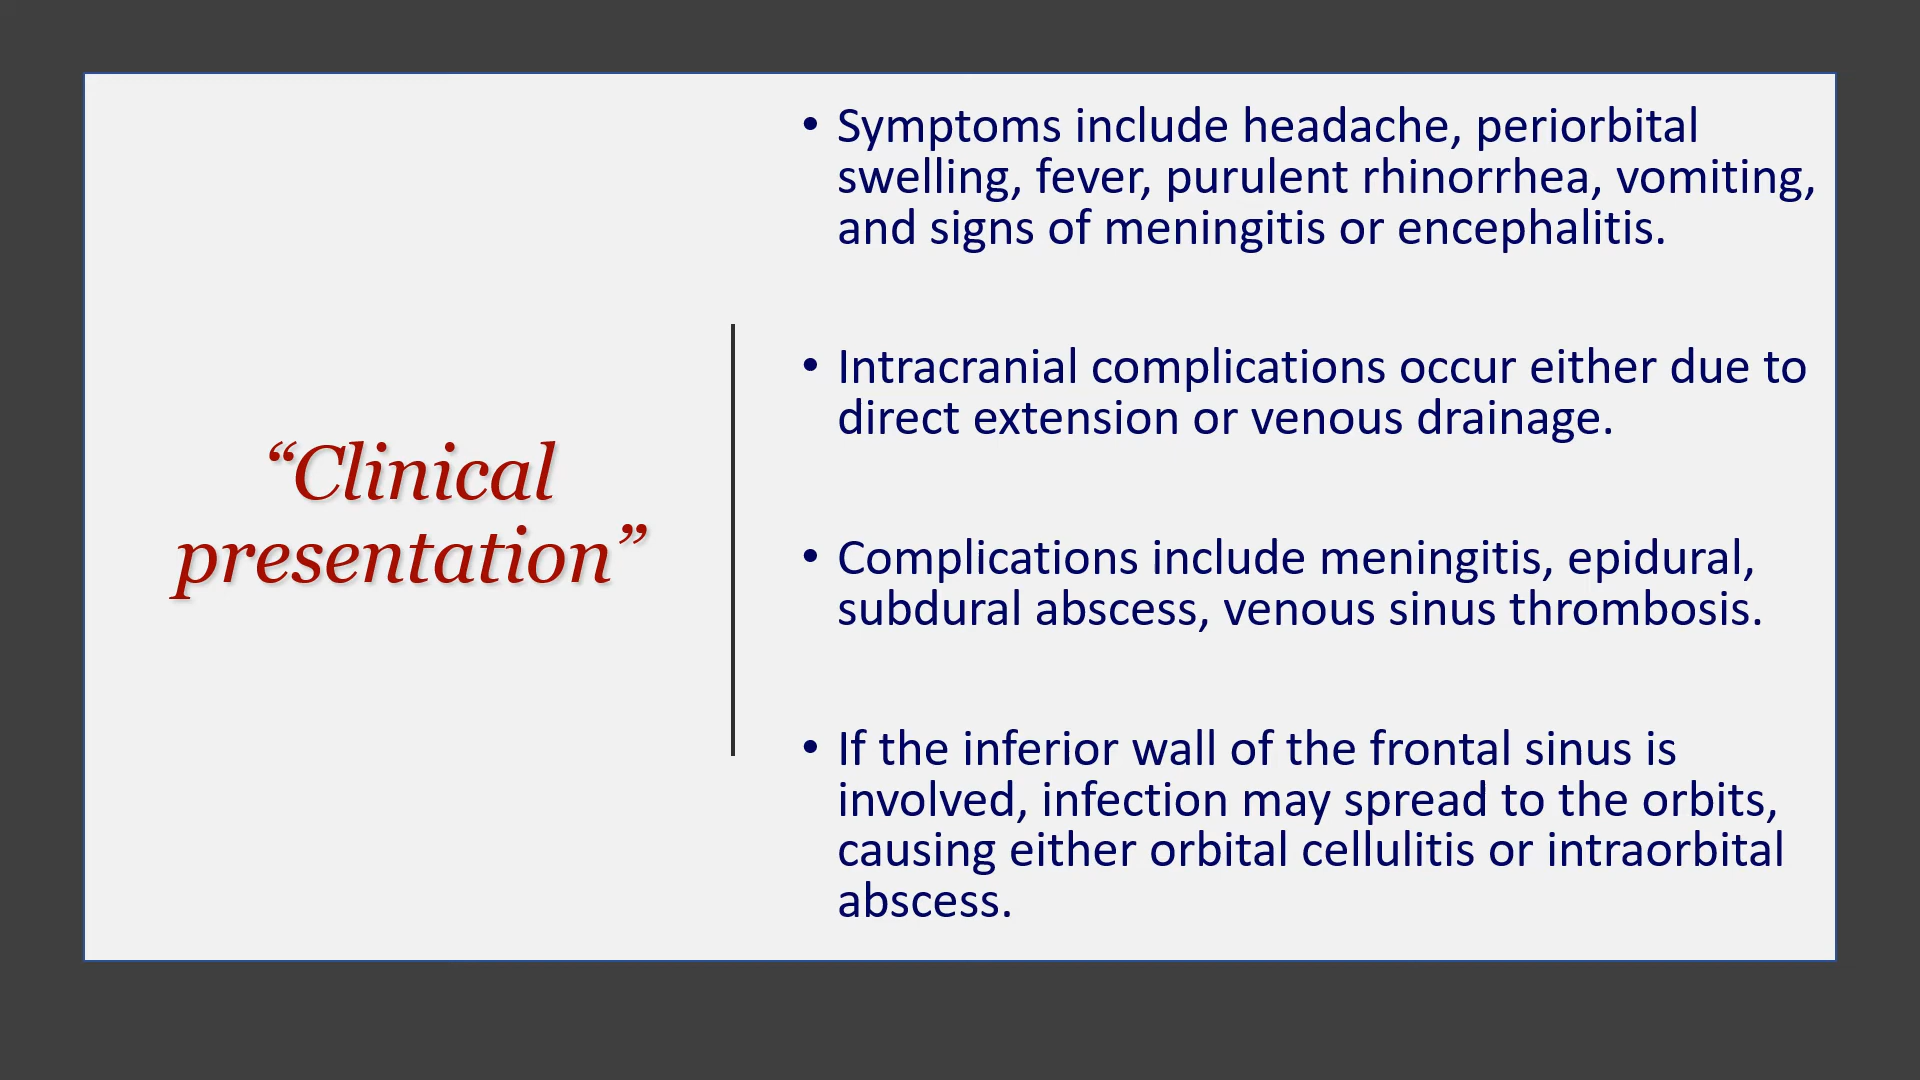 “Clinical
presentation”
• Symptoms include headache, periorbital
swelling, fever, purulent rhinorrhea, vomiting,
and signs of meningitis or encephalitis.
• Intracranial complications occur either due to
direct extension or venous drainage.
• Complications include meningitis, epidural,
subdural abscess, venous sinus thrombosis.
• If the inferior wall of the frontal sinus is
involved, infection may spread to the orbits,
causing either orbital cellulitis or intraorbital
abscess.